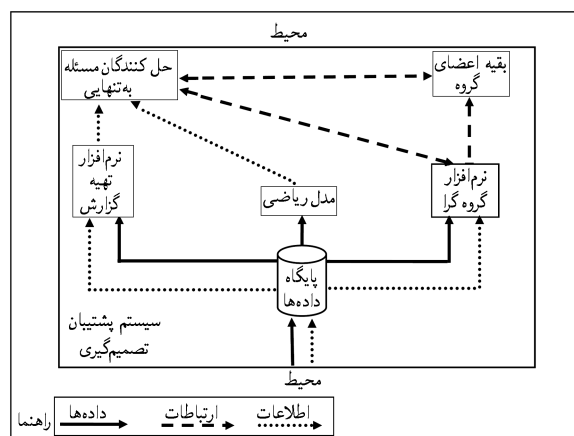 محیط
بقیه اعضای
گروه
حل کنندگان مسئله
به‌تنهایی
نرم‌افزار
گروه گرا
مدل ریاضی
نرم‌افزار
تهیه
گزارش
پایگاه
داده‌ها
سیستم پشتیبان
تصمیم‌گیری
محیط
راهنما
داده‌ها
ارتباطات
اطلاعات